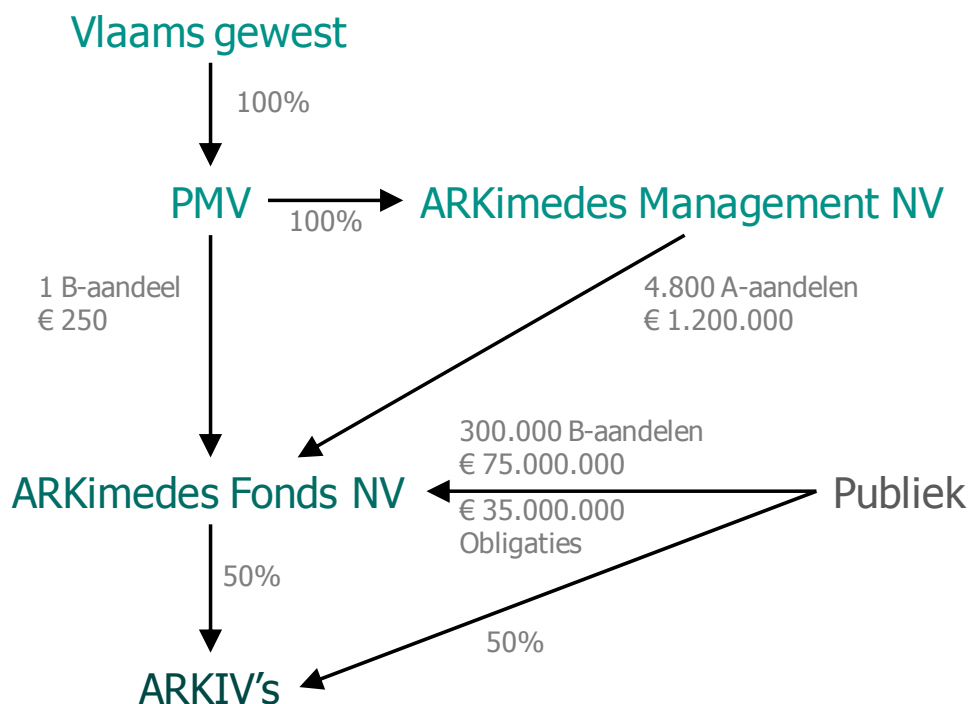 Vlaams gewest
100%
PMV
ARKimedes Management NV
100%
1 B-aandeel
€ 250
4.800 A-aandelen
€ 1.200.000
300.000 B-aandelen
€ 75.000.000
ARKimedes Fonds NV
Publiek
€ 35.000.000
Obligaties
50%
50%
ARKIV's